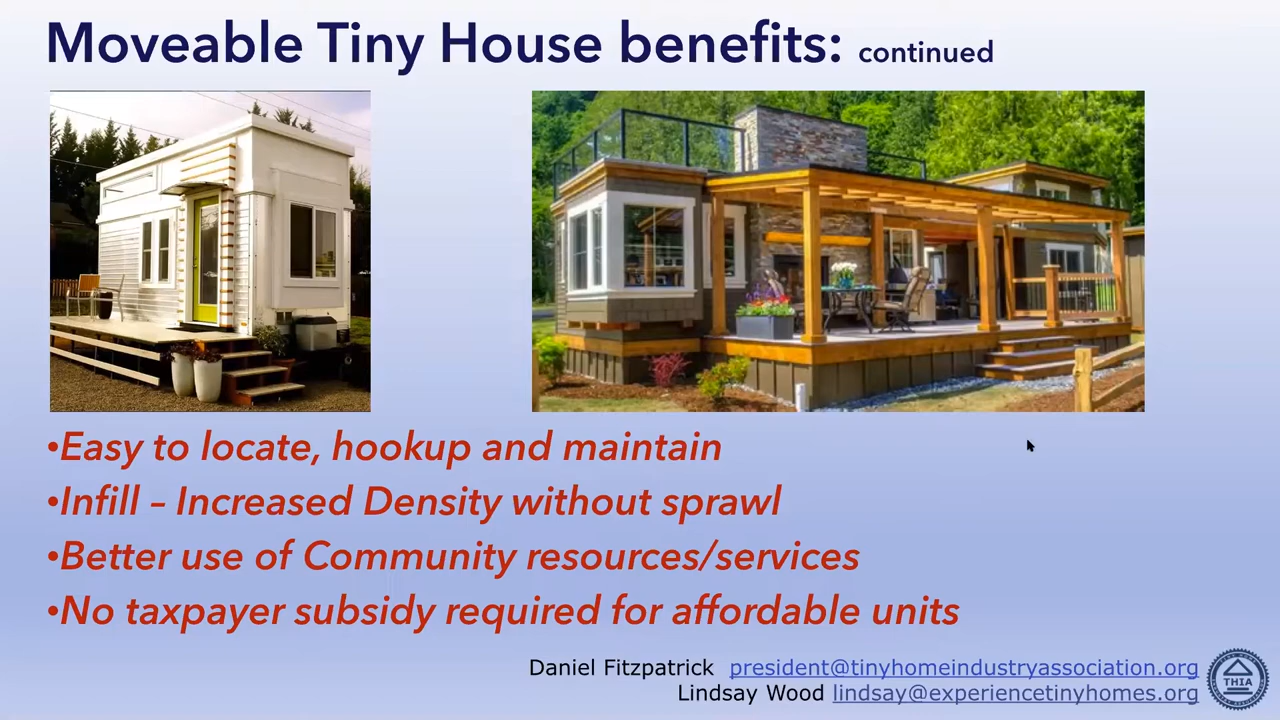 Moveable Tiny House benefits: continued
•Easy to locate, hookup and maintain
•Infill – Increased Density without sprawl
•Better use of Community resources/services
•No taxpayer subsidy required for affordable units
Daniel Fitzpatrick president@tinyhomeindustryassociation.org
Lindsay Wood lindsay@experiencetinyhomes.org
THIA